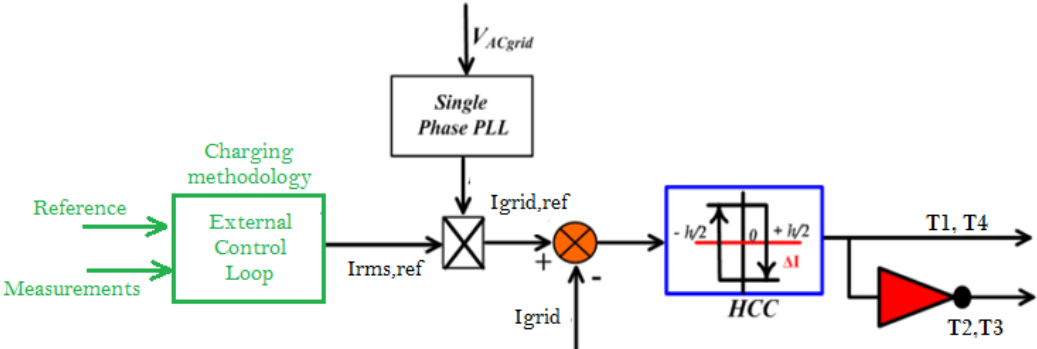 VACgrid
Single
Phase PLL
Charging
methodology
Reference
External
Control
Loop
Measurements
Irms,ref
Igrid,ref
+
-
Igrid
- h/2
0
+ h/2
ΔI
HCC
T1, T4
T2,T3